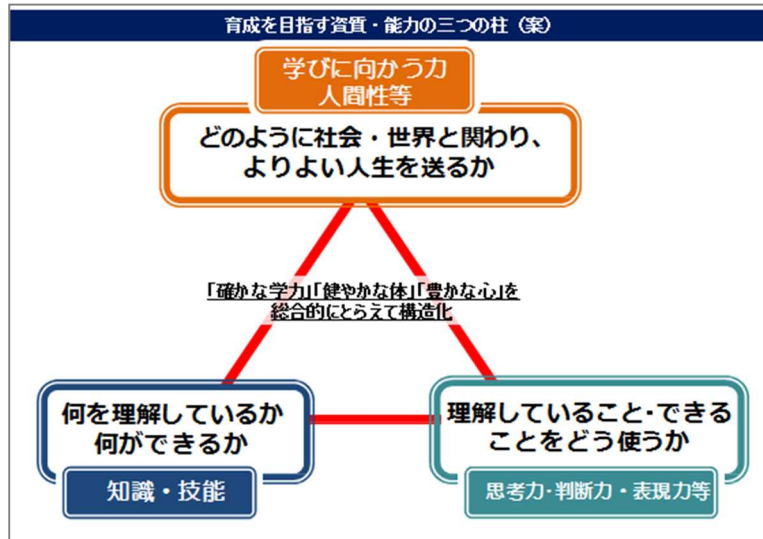 育成を目指す資質・能力の三つの柱（案）
学びに向かう力
人間性等
どのように社会・世界と関わり、
よりよい人生を送るか
「確かな学力」「健やかな体」「豊かな心」を
総合的にとらえて構造化
何を理解しているか
何ができるか
知識・技能
理解していること・できる
ことをどう使うか
思考力・判断力・表現力等